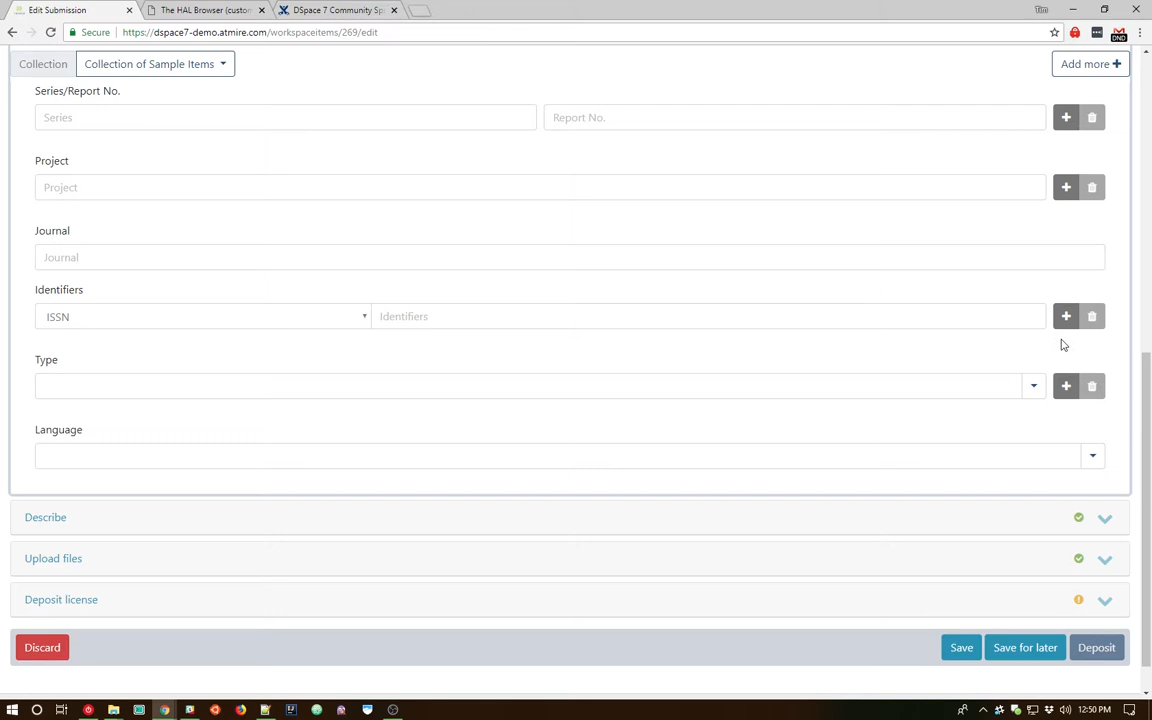 Edit Submission
The HAL Browser (custom
DSpace 7 Community Sp
Tim
Secure
https://dspace7-demo.atmire.com/workspaceitems/269/edit
DND
Collection
Collection of Sample Items
Add more
Series/Report No.
Series
Report No.
Project
Project
Journal
Journal
Identifiers
ISSN
Identifiers
Type
Language
Describe
Upload files
Deposit license
Discard
Save
Save for later
Deposit
12:50 PM